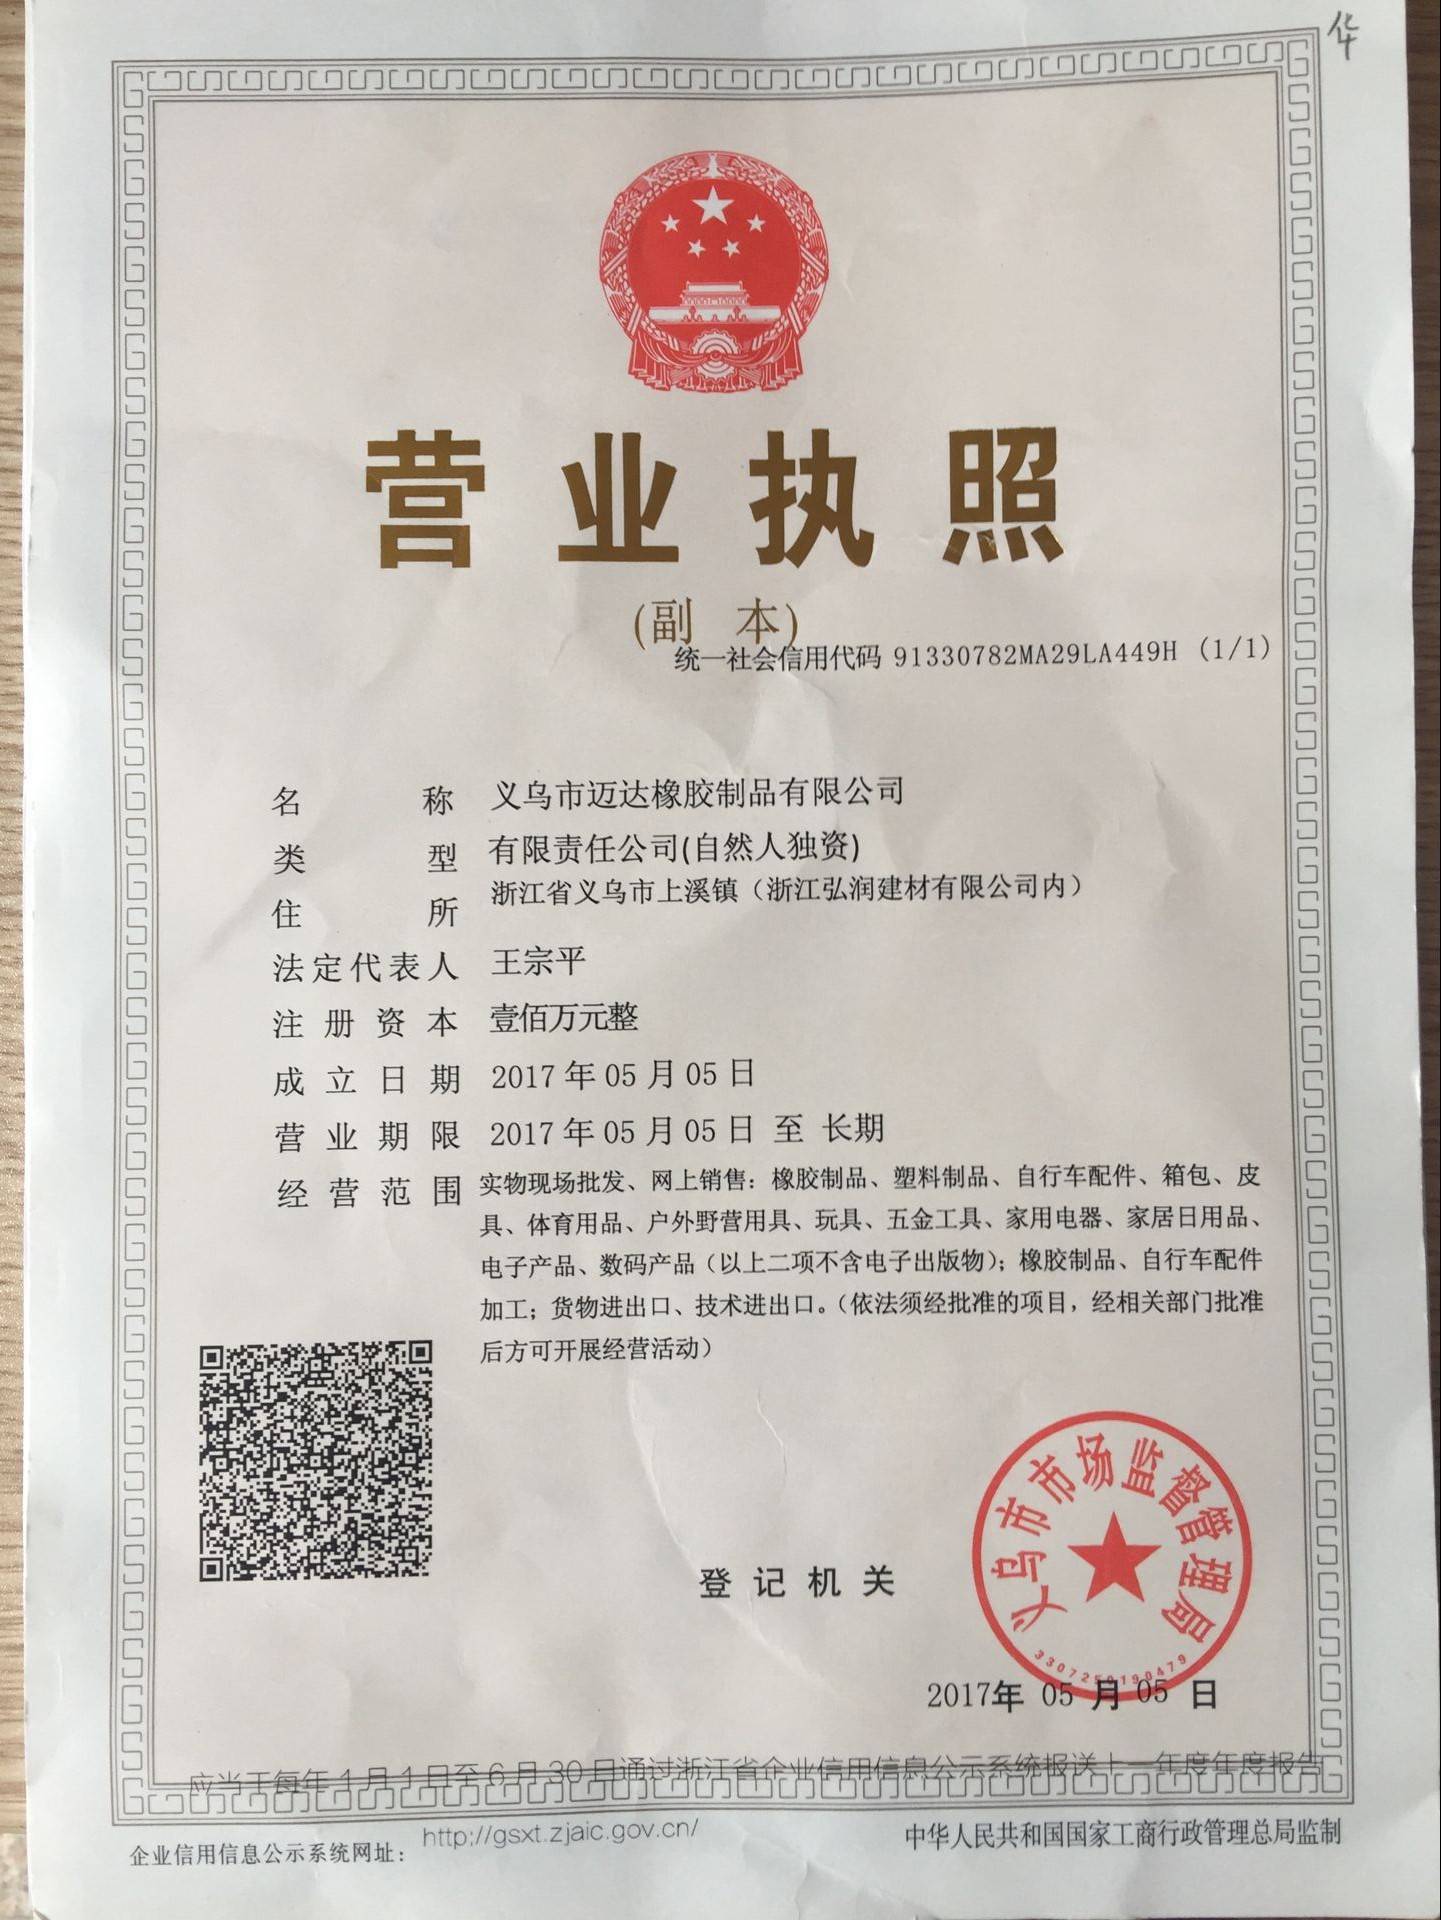 华
营业执照
(副 本)
统一社会信用代码 91330782MA29LA449H (1/1)
名 称 义乌市迈达橡胶制品有限公司
类 型 有限责任公司(自然人独资)
住 所 浙江省义乌市上溪镇（浙江弘润建材有限公司内）
法定代表人 王宗平
注册资本 壹佰万元整
成立日期 2017 年 05 月 05 日
营业期限 2017 年 05 月 05 日 至 长期
经营范围 实物现场批发、网上销售：橡胶制品、塑料制品、自行车配件、箱包、皮
具、体育用品、户外野营用具、玩具、五金工具、家用电器、家居日用品、
电子产品、数码产品（以上二项不含电子出版物）；橡胶制品、自行车配件
加工；货物进出口、技术进出口。（依法须经批准的项目，经相关部门批准
后方可开展经营活动）
义乌市市场监督管理局
登记机关
3307250190479
2017年 05 月 05 日
应当于每年1月1日至6月30日通过浙江省企业信用信息公示系统报送上一年度年度报告
企业信用信息公示系统网址： http://gsxt.zjaic.gov.cn/
中华人民共和国国家工商行政管理总局监制